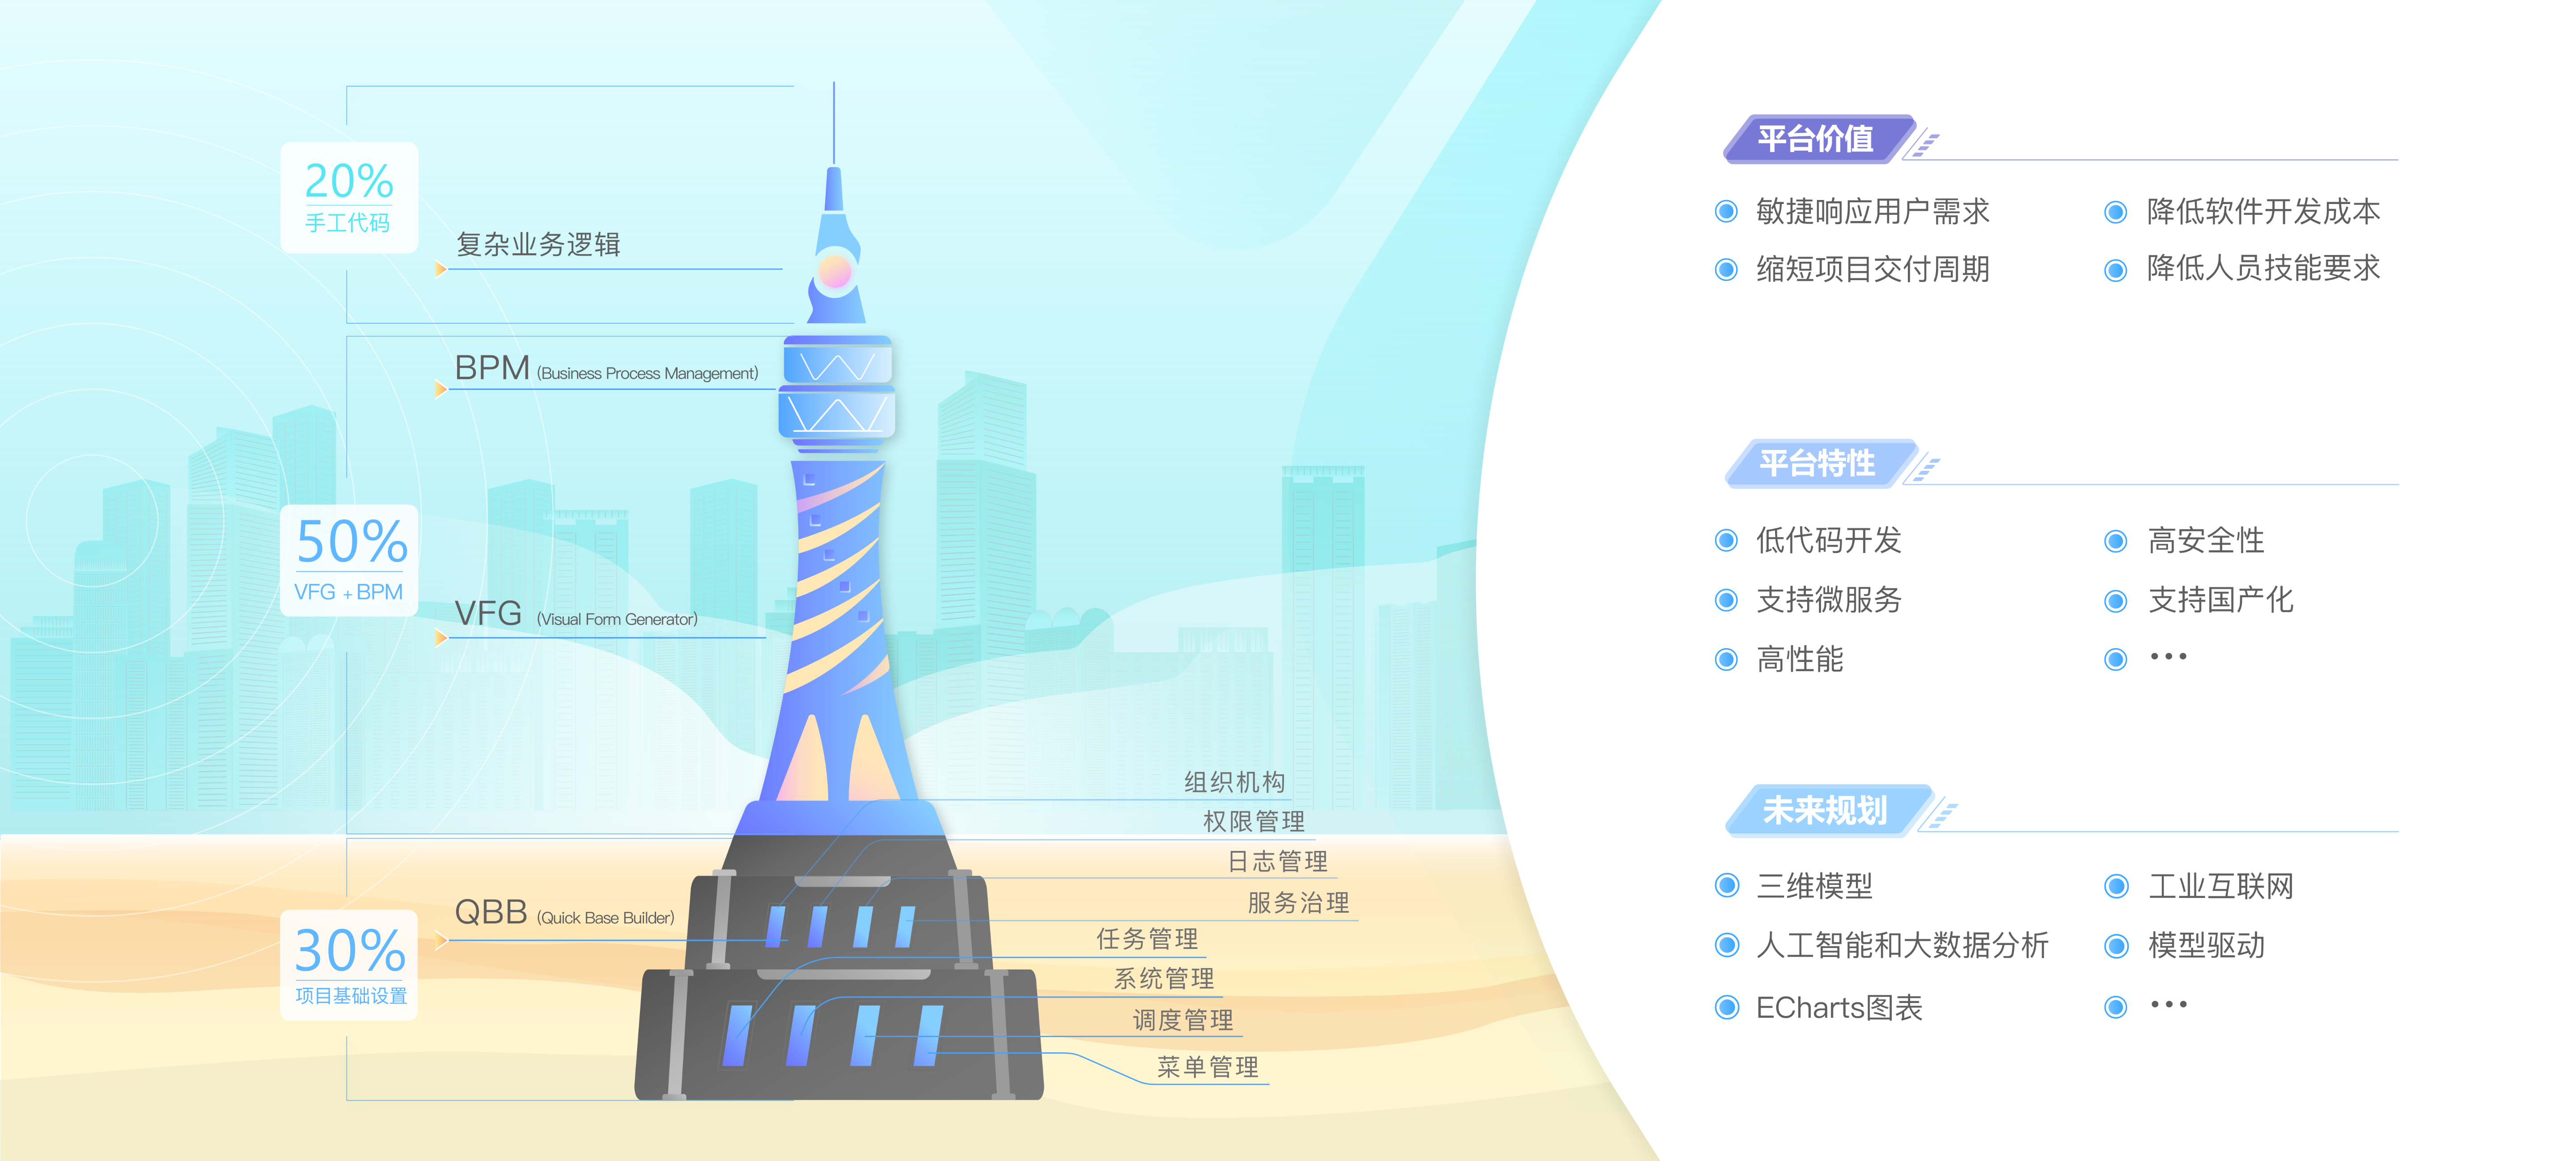 20%
手工代码
复杂业务逻辑
BPM (Business Process Management)
50%
VFG + BPM
VFG (Visual Form Generator)
QBB (Quick Base Builder)
30%
项目基础设置
组织机构
权限管理
日志管理
服务治理
任务管理
系统管理
调度管理
菜单管理
平台价值
敏捷响应用户需求
降低软件开发成本
缩短项目交付周期
降低人员技能要求
平台特性
低代码开发
高安全性
支持微服务
支持国产化
高性能
•••
未来规划
三维模型
工业互联网
人工智能和大数据分析
模型驱动
ECharts图表
•••